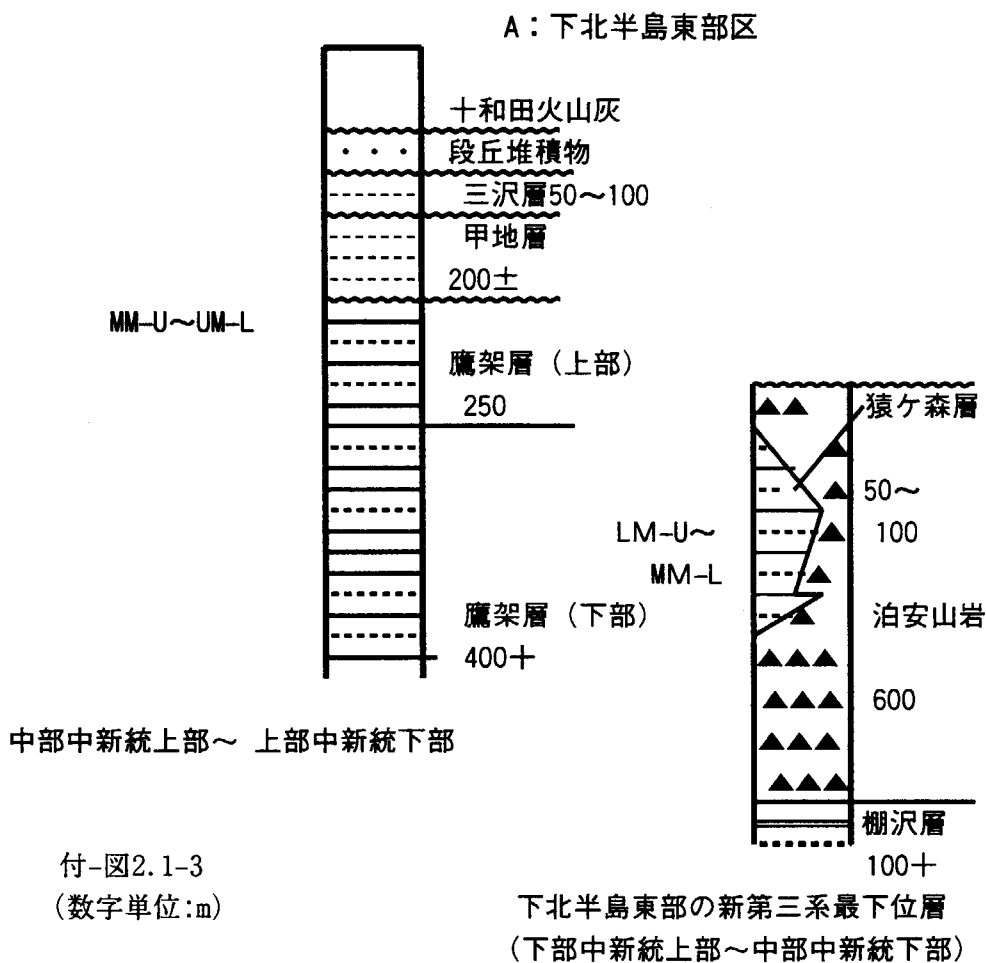 A：下北半島東部区
十和田火山灰
段丘堆積物
三沢層50～100
甲地層
200±
MM-U～UM-L
鷹架層（上部）
250
鷹架層（下部）
400＋
中部中新統上部～ 上部中新統下部
付-図2.1-3
（数字単位:m）
猿ケ森層
50～
100
LM-U～
MM-L
泊安山岩
600
棚沢層
100＋
下北半島東部の新第三系最下位層
（下部中新統上部～中部中新統下部）